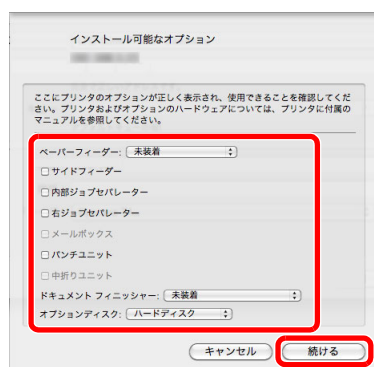 インストール可能なオプション
ここにプリンタのオプションが正しく表示され、使用できることを確認してくだ
さい。プリンタおよびオプションのハードウェアについては、プリンタに付属の
マニュアルを参照してください。
ペーパーフィーダー: 未装着
サイドフィーダー
内部ジョブセパレーター
右ジョブセパレーター
メールボックス
パンチユニット
中折りユニット
ドキュメント フィニッシャー: 未装着
オプションディスク: ハードディスク
キャンセル 続ける